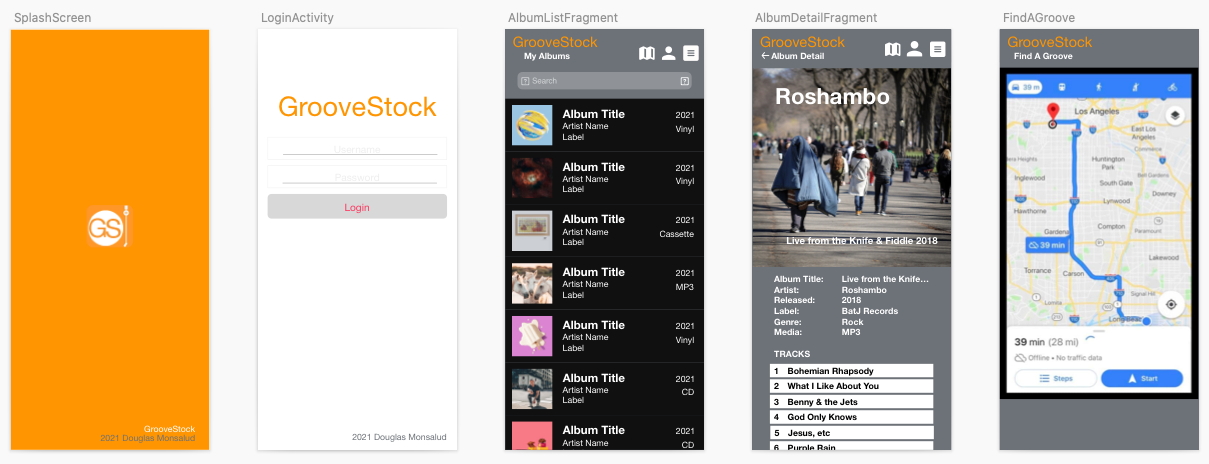 SplashScreen
GS
GrooveStock
2021 Douglas Monsalud
LoginActivity
GrooveStock
Username
Password
Login
2021 Douglas Monsalud
AlbumListFragment
GrooveStock
My Albums
Search
Album Title 2021
Artist Name Vinyl
Label
Album Title 2021
Artist Name Vinyl
Label
Album Title 2021
Artist Name Cassette
Label
Album Title 2021
Artist Name MP3
Label
Album Title 2021
Artist Name Vinyl
Label
Album Title 2021
Artist Name CD
Label
Album Title 2021
Artist Name CD
Label
AlbumDetailFragment
GrooveStock
Album Detail
Roshambo
Live from the Knife & Fiddle 2018
Album Title: Live from the Knife...
Artist: Roshambo
Released: 2018
Label: BatJ Records
Genre: Rock
Media: MP3
TRACKS
1 Bohemian Rhapsody
2 What I Like About You
3 Benny & the Jets
4 God Only Knows
5 Jesus, etc
6 Purple Rain
FindAGroove
GrooveStock
Find A Groove
39 m
Los Angeles
East Los
Angeles
Commerce
Huntington
Park
Bell Gardens
Inglewood
South Gate
Downey
Lynwood
Hawthorne
Compton
Paramount
Gardena
39 min
Lakewood
Torrance
Carson
Signal Hill
Long Beach
39 min (28 mi)
Offline • No traffic data
Steps
Start